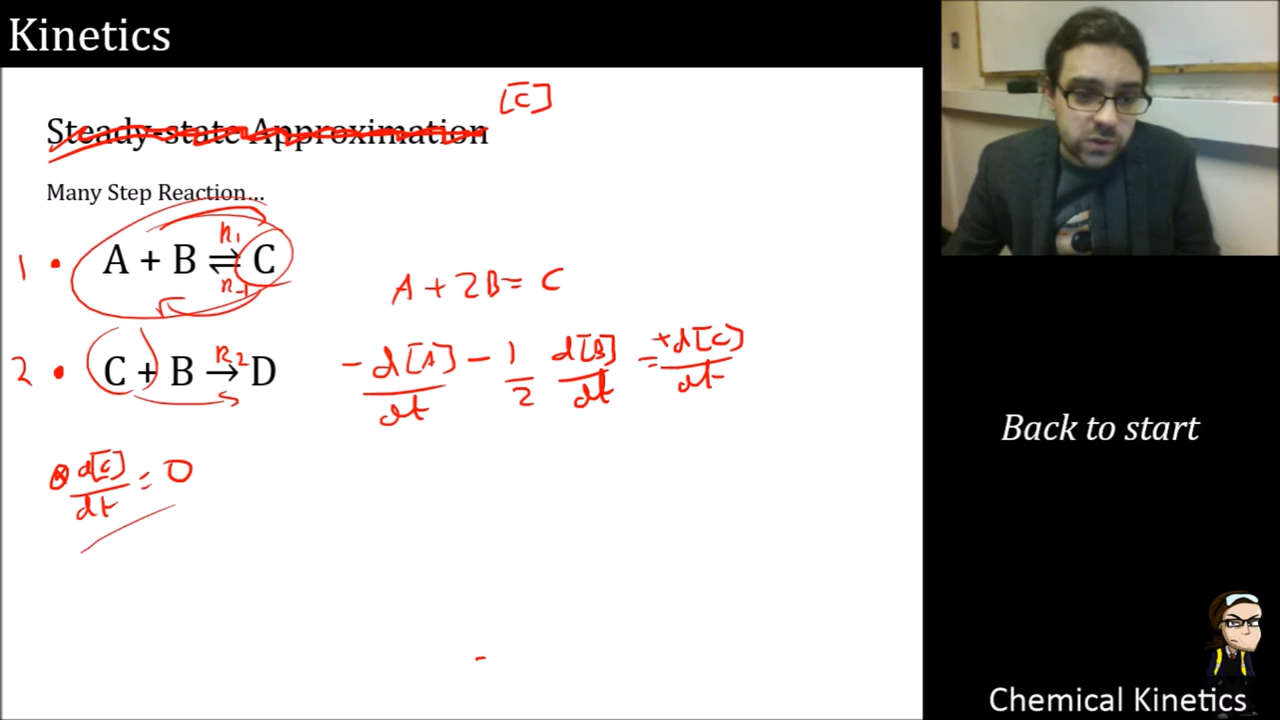 Kinetics
[C]
Steady-state Approximation
Many Step Reaction...
1 • A + B ⇌ C
k₁
k₋₁
A + 2B = C
2 • C + B → D
k₂
-d[A]/dt - 1/2 d[B]/dt = +d[C]/dt
d[C]/dt = 0
Back to start
Chemical Kinetics